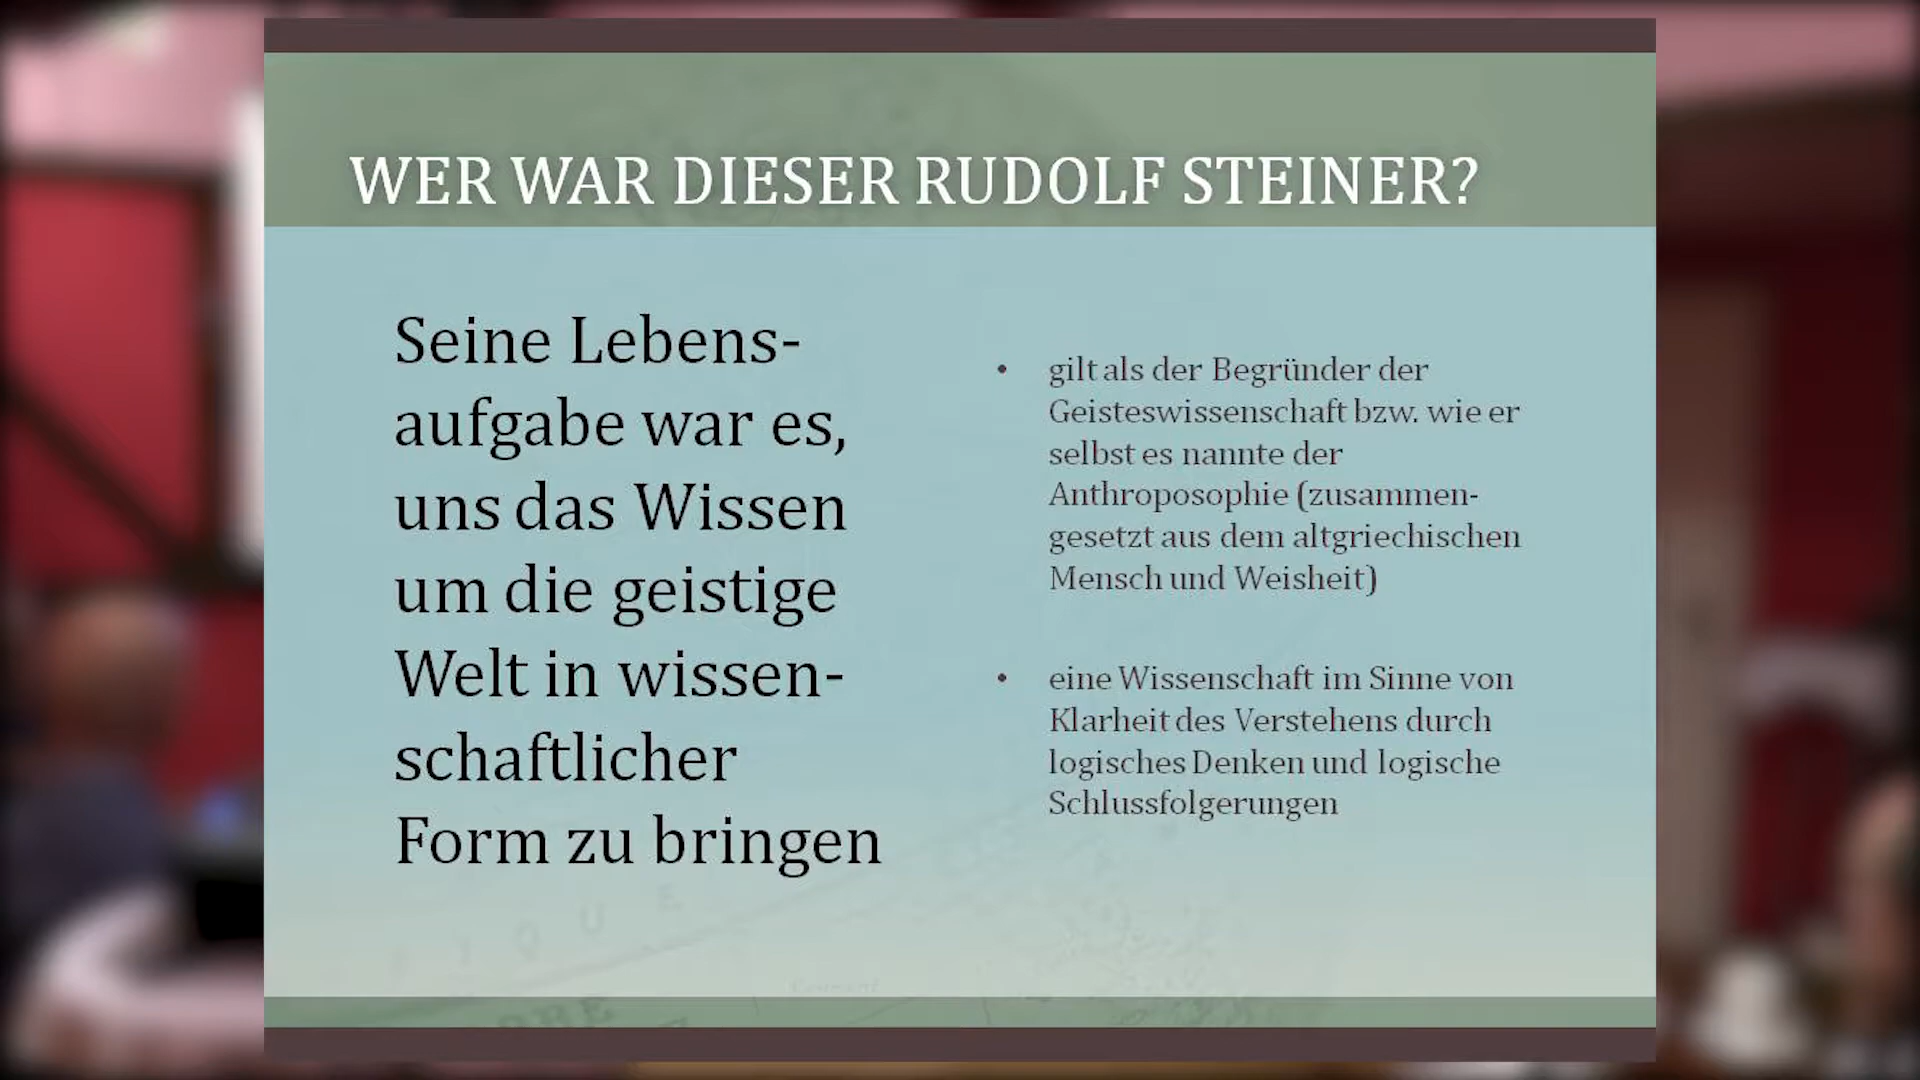 WER WAR DIESER RUDOLF STEINER?
Seine Lebens-
aufgabe war es,
uns das Wissen
um die geistige
Welt in wissen-
schaftlicher
Form zu bringen
• gilt als der Begründer der
Geisteswissenschaft bzw. wie er
selbst es nannte der
Anthroposophie (zusammen-
gesetzt aus dem altgriechischen
Mensch und Weisheit)
• eine Wissenschaft im Sinne von
Klarheit des Verstehens durch
logisches Denken und logische
Schlussfolgerungen